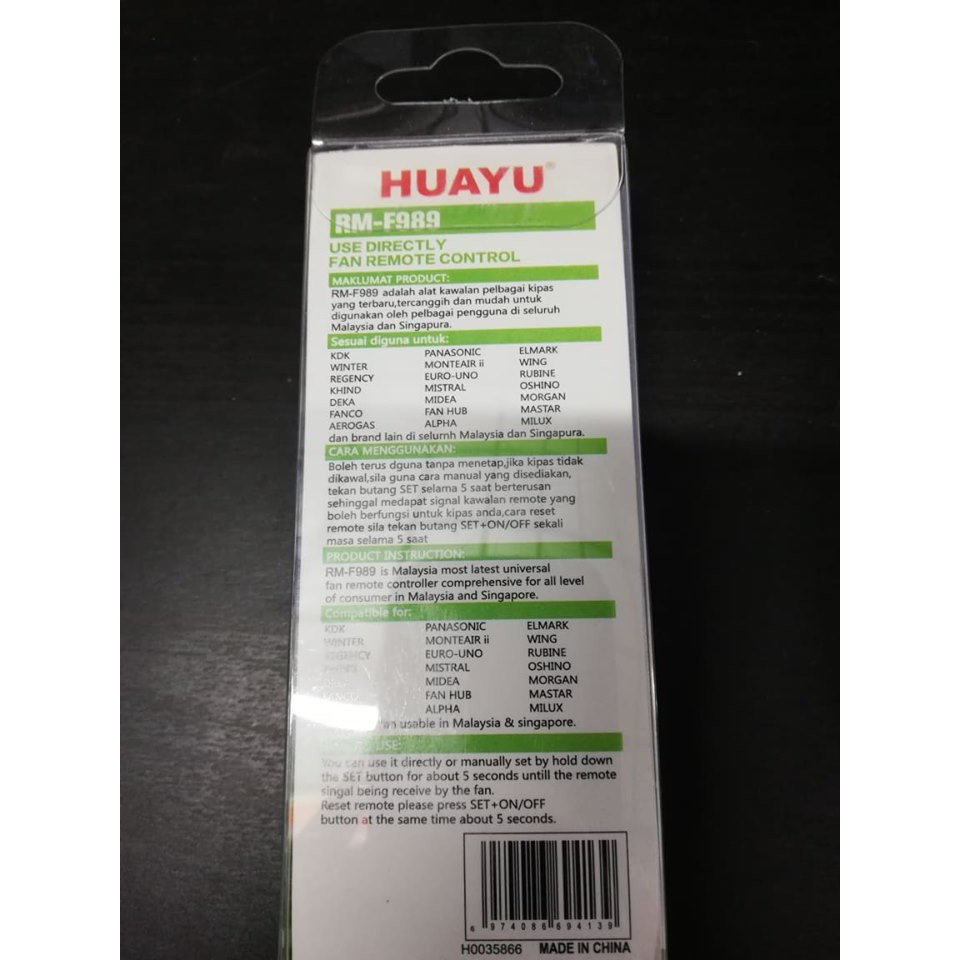 HUAYU®
RM-F989
USE DIRECTLY
FAN REMOTE CONTROL
MAKLUMAT PRODUCT:
RM-F989 adalah alat kawalan pelbagai kipas
yang terbaru,tercanggih dan mudah untuk
digunakan oleh pelbagai pengguna di seluruh
Malaysia dan Singapura.
Sesuai diguna untuk:
KDK PANASONIC ELMARK
WINTER MONTEAIR ii WING
REGENCY EURO-UNO RUBINE
KHIND MISTRAL OSHINO
DEKA MIDEA MORGAN
FANCO FAN HUB MASTAR
AEROGAS ALPHA MILUX
dan brand lain di selurnh Malaysia dan Singapura.
CARA MENGGUNAKAN:
Boleh terus dguna tanpa menetap,jika kipas tidak
dikawal,sila guna cara manual yang disediakan,
tekan butang SET selama 5 saat berterusan
sehinggal medapat signal kawalan remote yang
boleh berfungsi untuk kipas anda,cara reset
remote sila tekan butang SET+ON/OFF sekali
masa selama 5 saat
PRODUCT INSTRUCTION:
RM-F989 is Malaysia most latest universal
fan remote controller comprehensive for all level
of consumer in Malaysia and Singepore.
Compatible for:
KDK PANASONIC ELMARK
WINTER MONTEAIR ii WING
REGENCY EURO-UNO RUBINE
MISTRAL OSHINO
MIDEA MORGAN
FAN HUB MASTAR
ALPHA MILUX
usable in Malaysia & singapore.
USE:
You can use it directly or manually set by hold down
the SET button for about 5 seconds untill the remote
singal being receive by the fan.
Reset remote please press SET+ON/OFF
button at the same time about 5 seconds.
6 974086 694139
H0035866 MADE IN CHINA